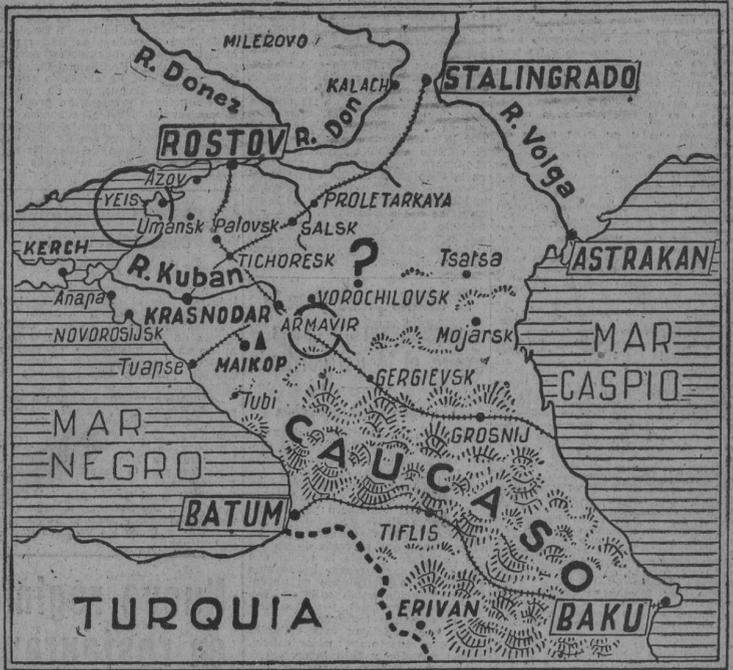 MILEROVO
R. Donez
KALACH
STALINGRADO
R. Don
R. Volga
ROSTOV
Azov
YEIS
PROLETARKAYA
Umansk
Palovsk
SALSK
KERCH
TICHORESK
?
Tsatsa
ASTRAKAN
R. Kuban
Anapa
KRASNODAR
VOROCHILOVSK
ARMAVIR
NOVOROSIJSK
Mojarsk
MAR
CASPIO
MAIKOP
Tuapse
GERGIEVSK
Tubi
MAR
NEGRO
GROSNIJ
CAUCASO
BATUM
TIFLIS
TURQUIA
ERIVAN
BAKU